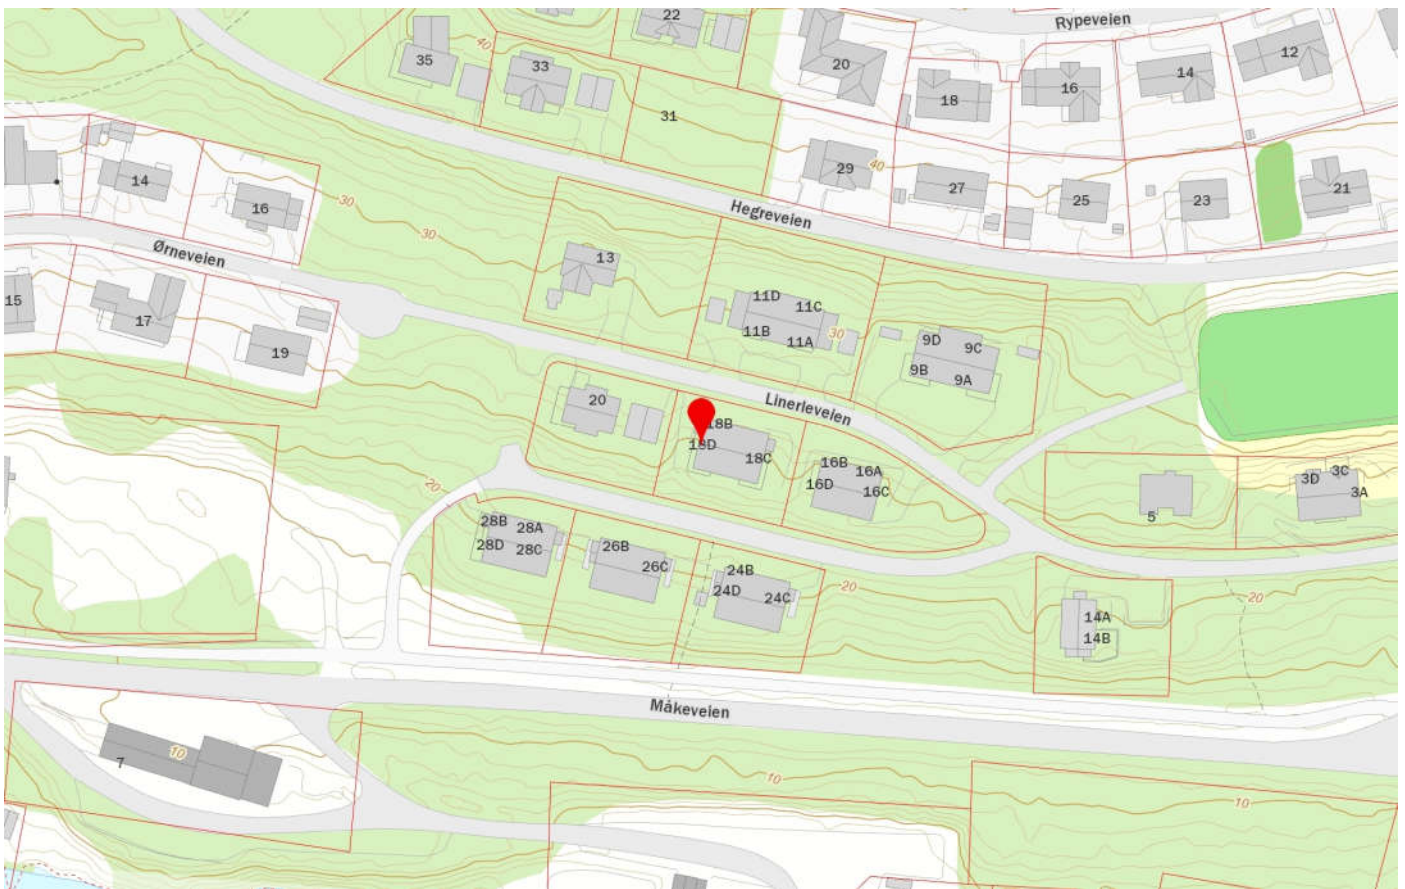 22
Rypeveien
35
33
40
20
18
16
14
12
31
29
40
27
25
23
21
14
16
30
30
Hegreveien
Ørneveien
13
15
17
19
11D
11C
11B
11A
30
9D
9C
9B
9A
20
Linerleveien
18B
18D
18C
16B
16A
16D
16C
20
5
3D
3C
3A
28B
28A
28D
28C
26B
26C
24B
24D
24C
20
20
14A
14B
Måkeveien
7
10
10
10